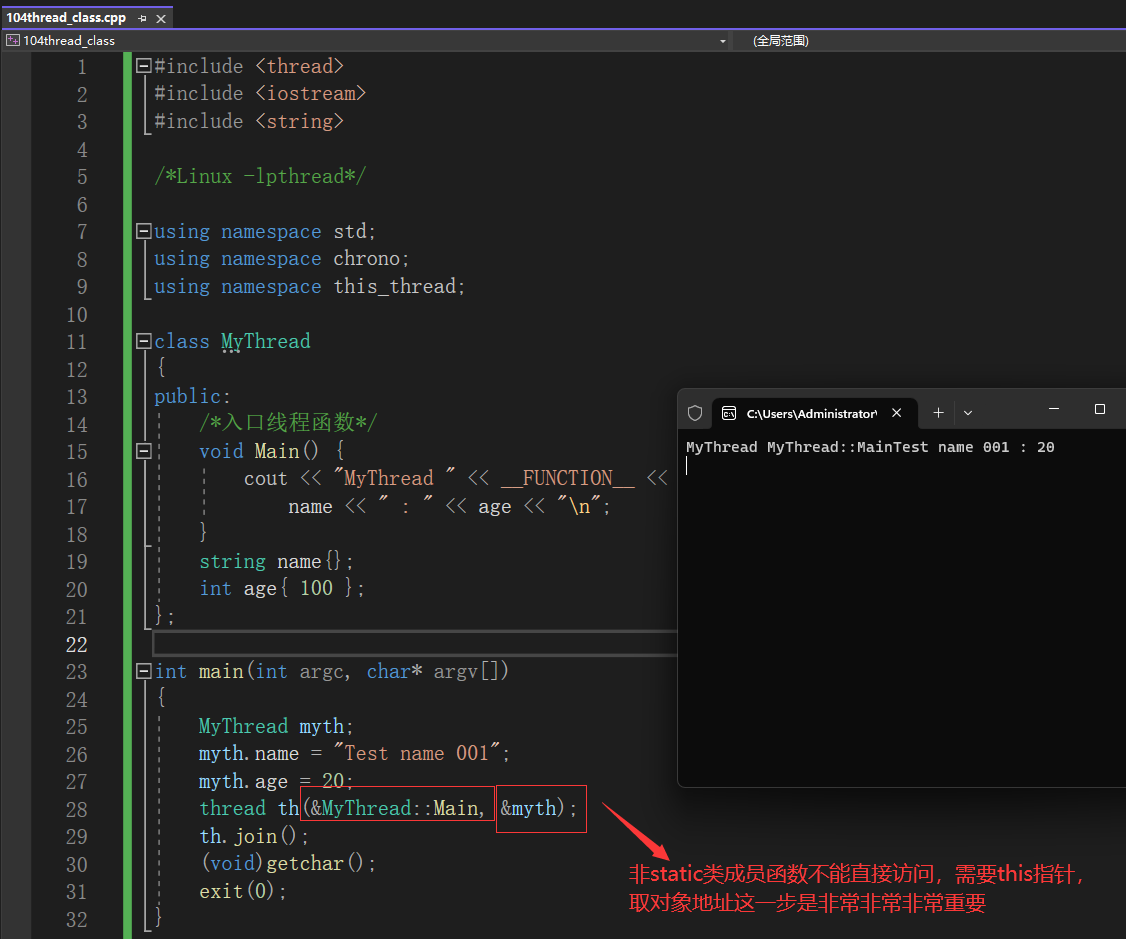 104thread_class.cpp
104thread_class (全局范围)
1 #include <thread>
2 #include <iostream>
3 #include <string>
4
5 /*Linux -lpthread*/
6
7 using namespace std;
8 using namespace chrono;
9 using namespace this_thread;
10
11 class MyThread
12 {
13 public:
14 /*入口线程函数*/
15 void Main() {
16 cout << "MyThread " << __FUNCTION__ <<
17 name << " : " << age << "\n";
18 }
19 string name{};
20 int age{ 100 };
21 };
22
23 int main(int argc, char* argv[])
24 {
25 MyThread myth;
26 myth.name = "Test name 001";
27 myth.age = 20;
28 thread th(&MyThread::Main, &myth);
29 th.join();
30 (void)getchar();
31 exit(0);
32 }
C:\Users\Administrator\
MyThread MyThread::MainTest name 001 : 20
非static类成员函数不能直接访问，需要this指针，
取对象地址这一步是非常非常非常重要